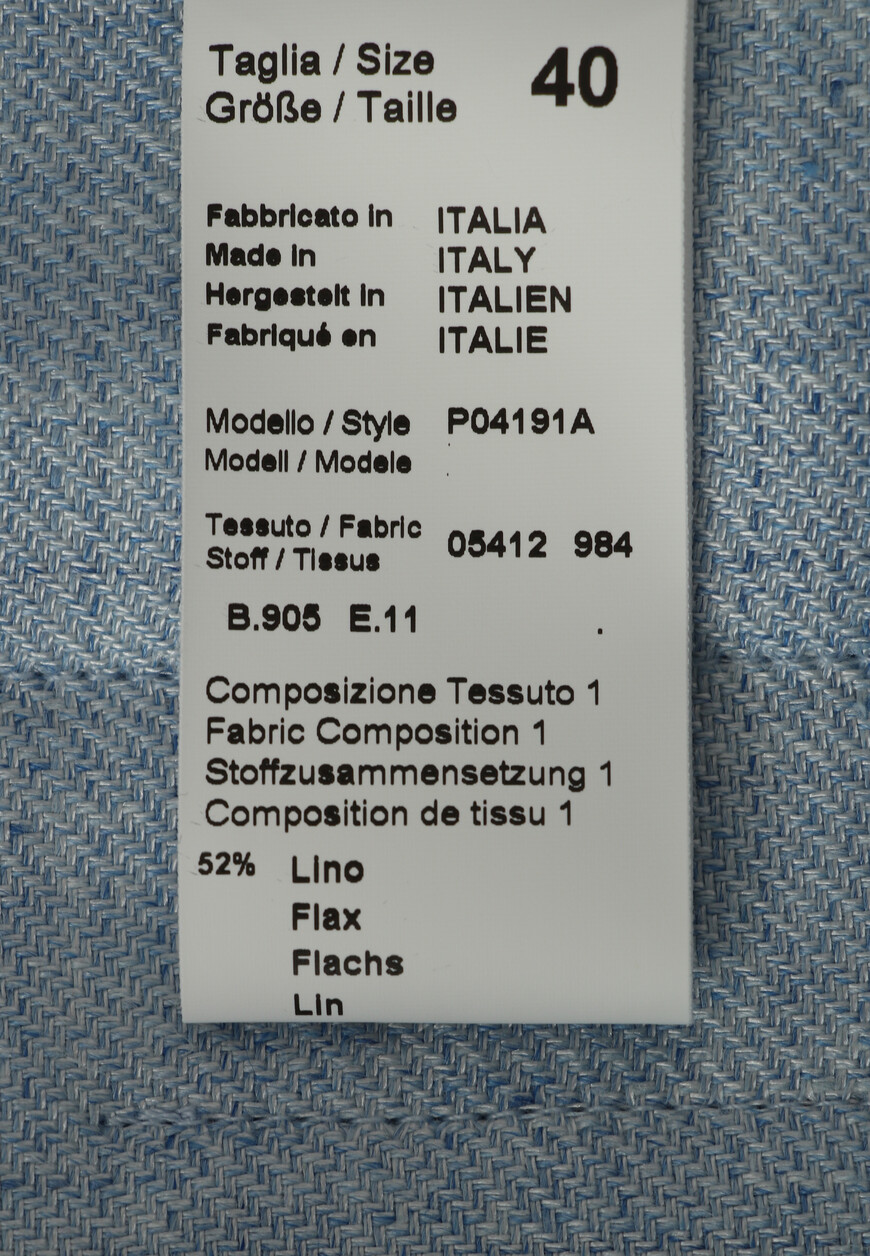 Taglia / Size 40
Größe / Taille
Fabbricato in ITALIA
Made in ITALY
Hergestelt in ITALIEN
Fabriqué en ITALIE
Modello / Style P04191A
Modell / Modele
Tessuto / Fabric 05412 984
Stoff / Tissus
B.905 E.11
Composizione Tessuto 1
Fabric Composition 1
Stoffzusammensetzung 1
Composition de tissu 1
52% Lino
Flax
Flachs
Lin